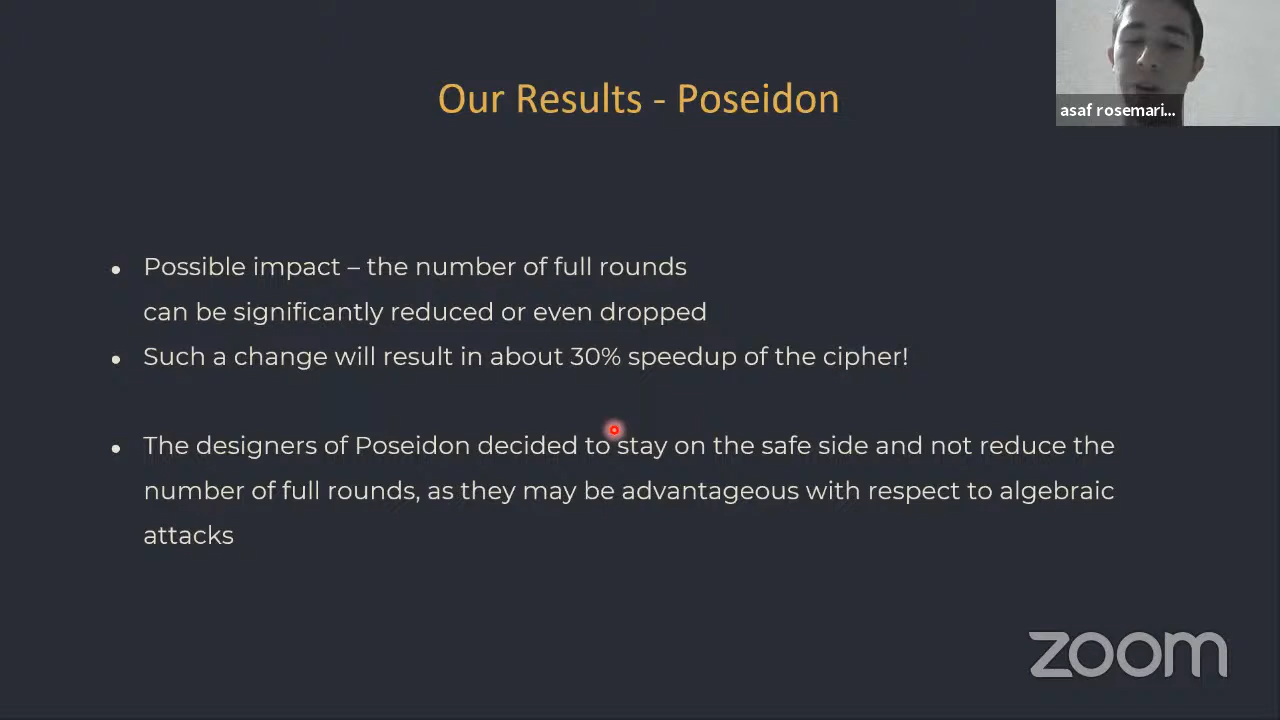 Our Results - Poseidon
asaf rosemari...
• Possible impact – the number of full rounds
can be significantly reduced or even dropped
• Such a change will result in about 30% speedup of the cipher!
• The designers of Poseidon decided to stay on the safe side and not reduce the
number of full rounds, as they may be advantageous with respect to algebraic
attacks
zoom